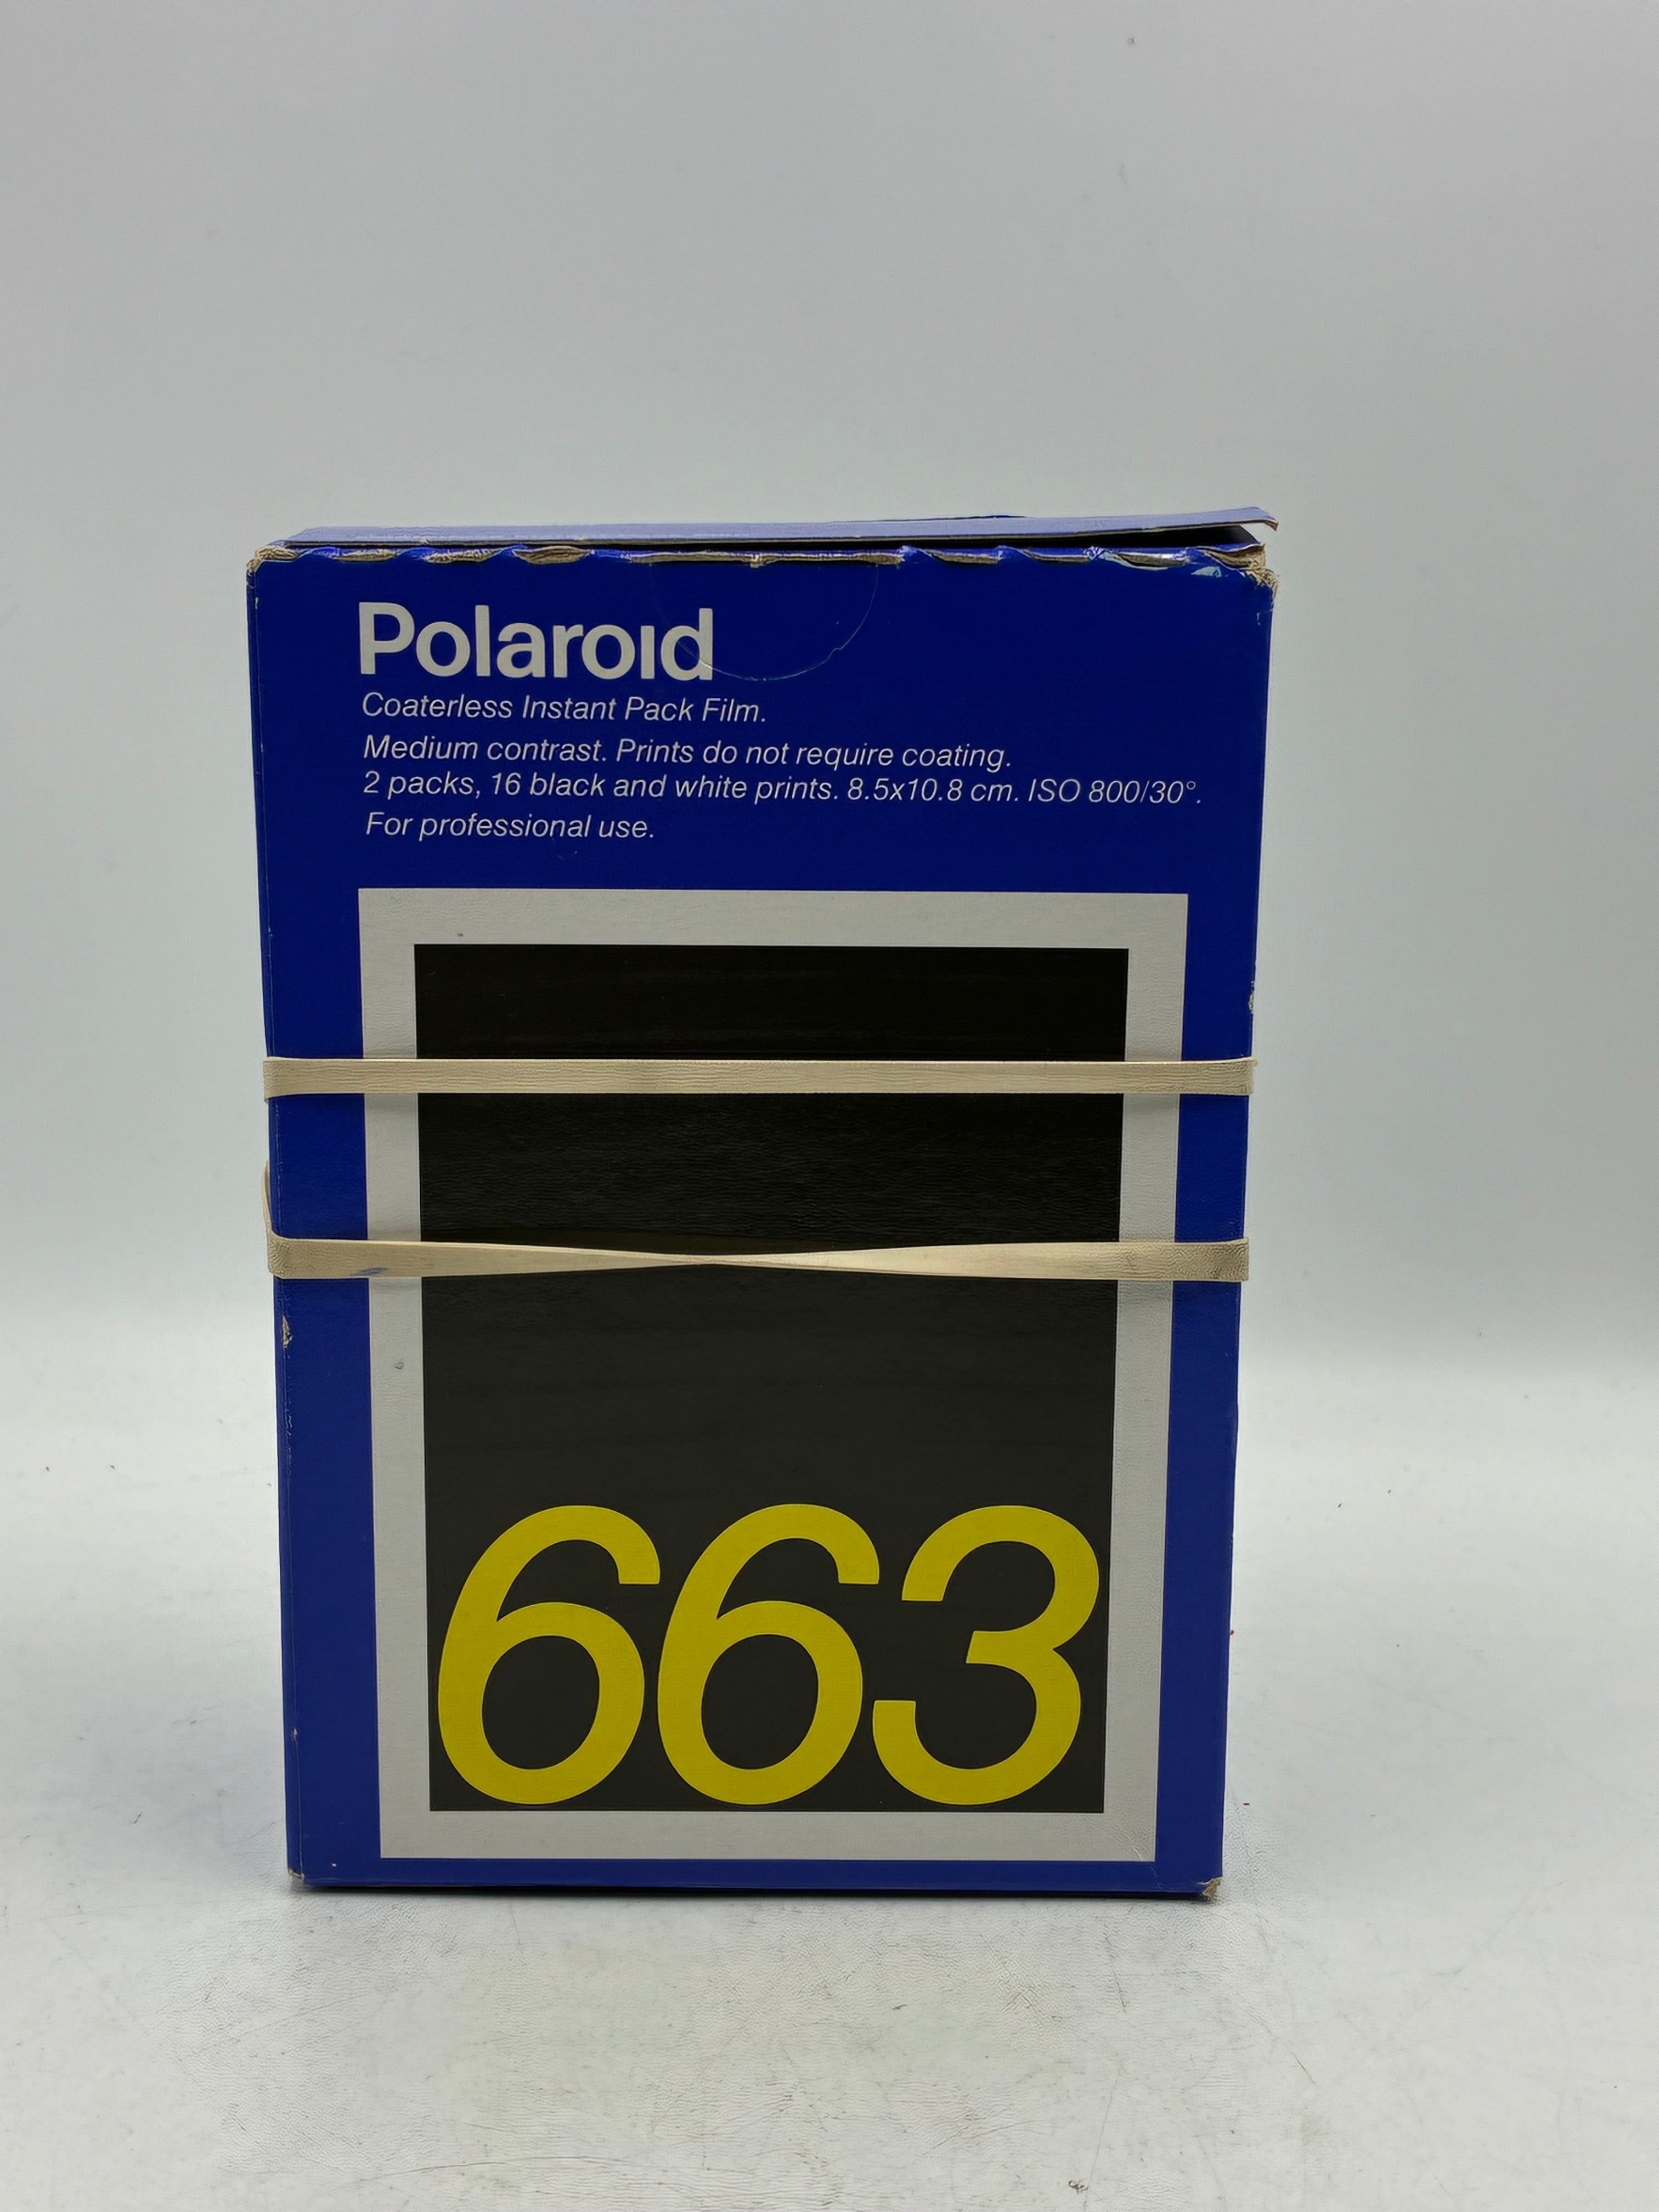 Polaroid
Coaterless Instant Pack Film.
Medium contrast. Prints do not require coating.
2 packs, 16 black and white prints. 8.5x10.8 cm. ISO 800/30°.
For professional use.
663